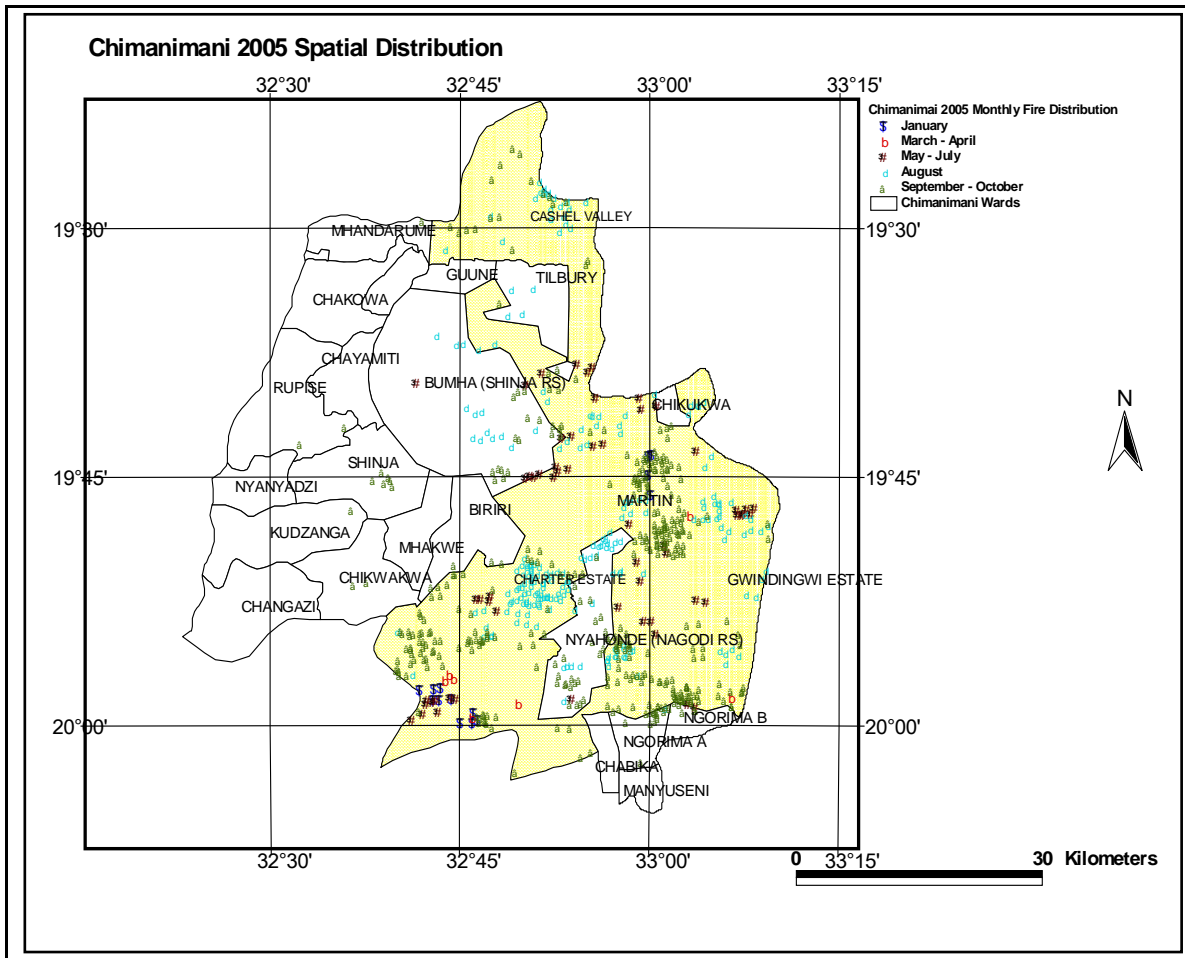 Chimanimani 2005 Spatial Distribution
32°30'
32°45'
33°00'
33°15'
Chimanimai 2005 Monthly Fire Distribution
January
March - April
May - July
August
September - October
Chimanimani Wards
19°30'
19°30'
CASHEL VALLEY
MHANDARUME
GUUNE
TILBURY
CHAKOWA
CHAYAMITI
RUPISE
BUMHA (SHINJA RS)
CHIKUKWA
N
SHINJA
19°45'
19°45'
NYANYADZI
BIRIRI
MARTIN
KUDZANGA
MHAKWE
CHIKWAKWA
CHARTER ESTATE
GWINDINGWI ESTATE
CHANGAZI
NYAHONDE (NAGODI RS)
NGORIMA B
20°00'
20°00'
NGORIMA A
CHABIKA
MANYUSENI
32°30'
32°45'
33°00'
33°15'
0
30 Kilometers